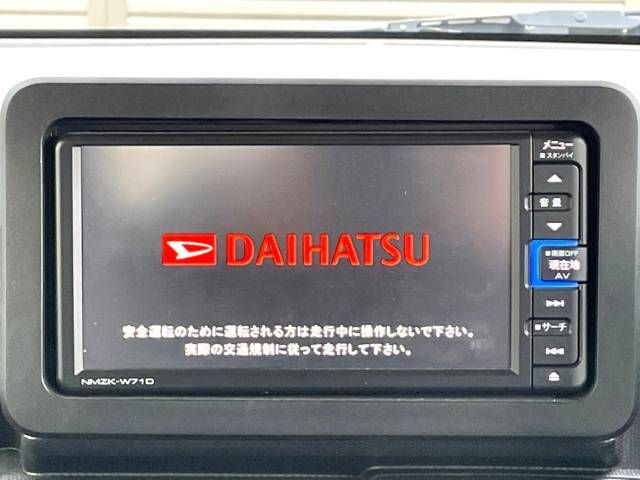 メニュー
■ スタンバイ
音量
DAIHATSU
■ 画面OFF
現在地
AV
安全運転のために運転される方は走行中に操作しないで下さい。
実際の交通規制に従って走行して下さい。
■ サーチ
NMZK-W71D